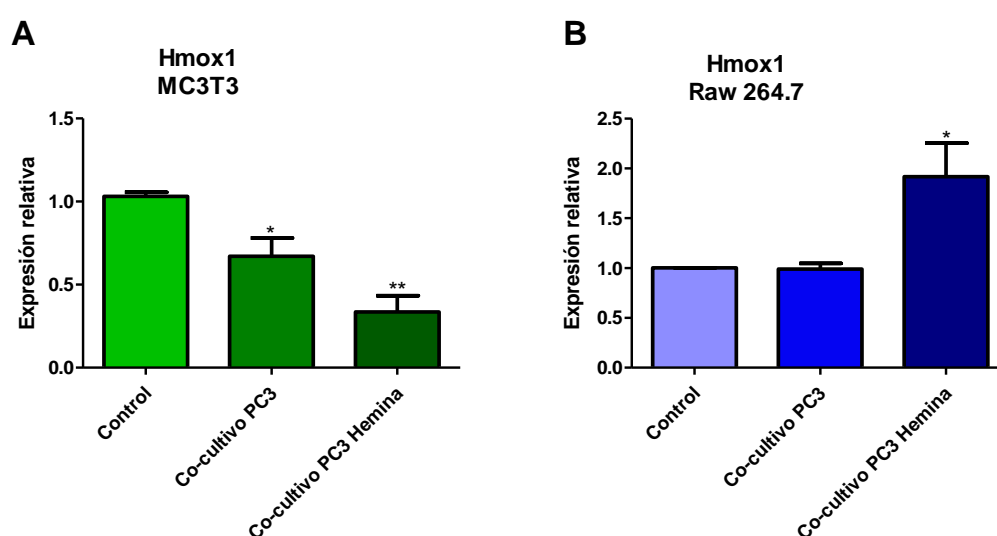 A
Hmox1
MC3T3
Expresión relativa
1.5
1.0
0.5
0.0
*
**
Control
Co-cultivo PC3
Co-cultivo PC3 Hemina
B
Hmox1
Raw 264.7
Expresión relativa
2.5
2.0
1.5
1.0
0.5
0.0
*
Control
Co-cultivo PC3
Co-cultivo PC3 Hemina